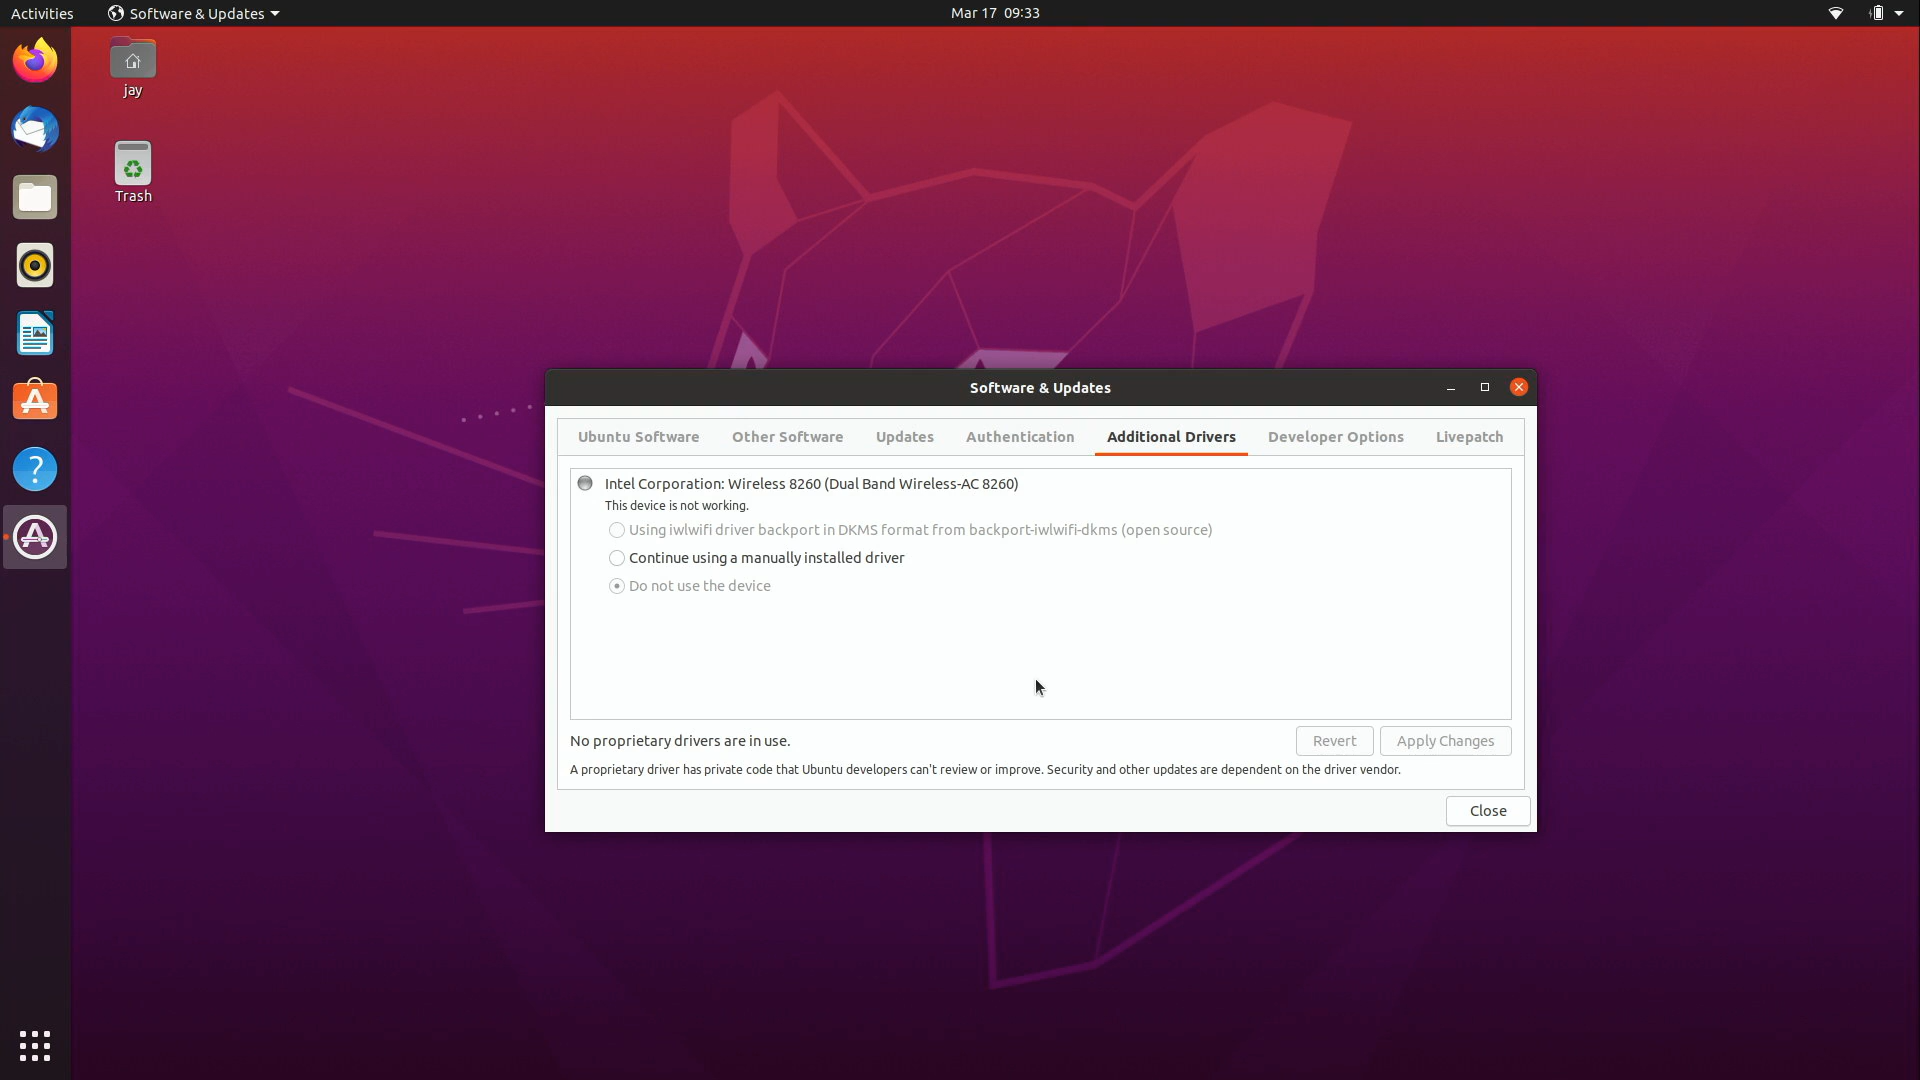 Activities
Software & Updates
Mar 17 09:33
jay
Trash
Software & Updates
Ubuntu Software
Other Software
Updates
Authentication
Additional Drivers
Developer Options
Livepatch
Intel Corporation: Wireless 8260 (Dual Band Wireless-AC 8260)
This device is not working.
Using iwlwifi driver backport in DKMS format from backport-iwlwifi-dkms (open source)
Continue using a manually installed driver
Do not use the device
No proprietary drivers are in use.
Revert
Apply Changes
A proprietary driver has private code that Ubuntu developers can't review or improve. Security and other updates are dependent on the driver vendor.
Close